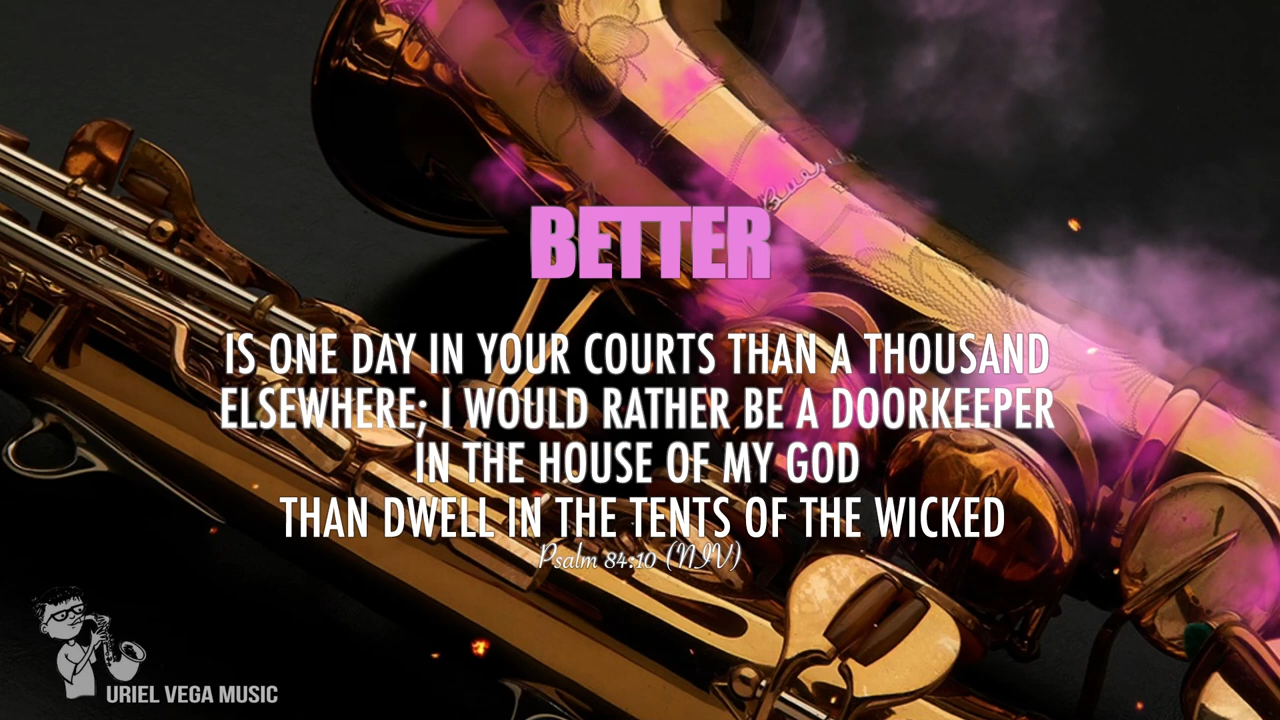 BETTER
IS ONE DAY IN YOUR COURTS THAN A THOUSAND
ELSEWHERE; I WOULD RATHER BE A DOORKEEPER
IN THE HOUSE OF MY GOD
THAN DWELL IN THE TENTS OF THE WICKED
Psalm 84:10 (NIV)
URIEL VEGA MUSIC